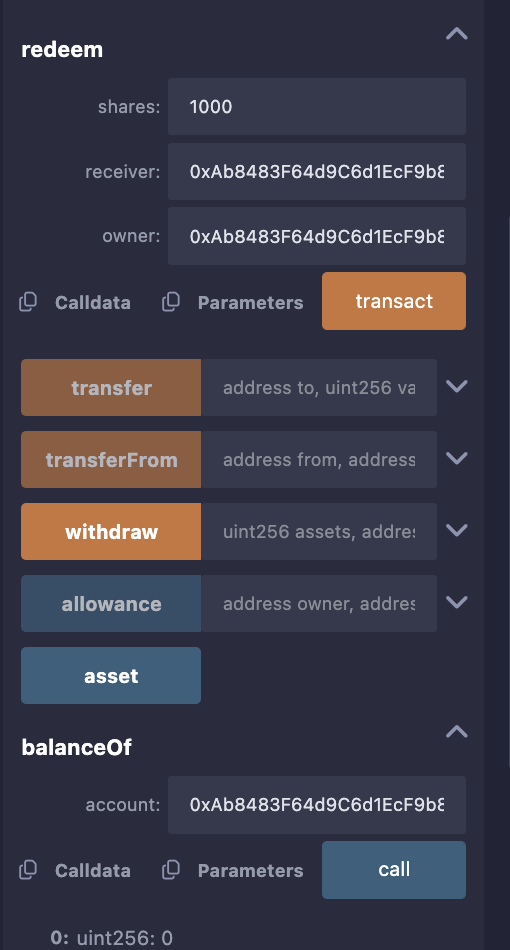 redeem
shares: 1000
receiver: 0xAb8483F64d9C6d1EcF9b8
owner: 0xAb8483F64d9C6d1EcF9b8
Calldata Parameters transact
transfer address to, uint256 va
transferFrom address from, address
withdraw uint256 assets, addres
allowance address owner, addres
asset
balanceOf
account: 0xAb8483F64d9C6d1EcF9b8
Calldata Parameters call
0: uint256: 0